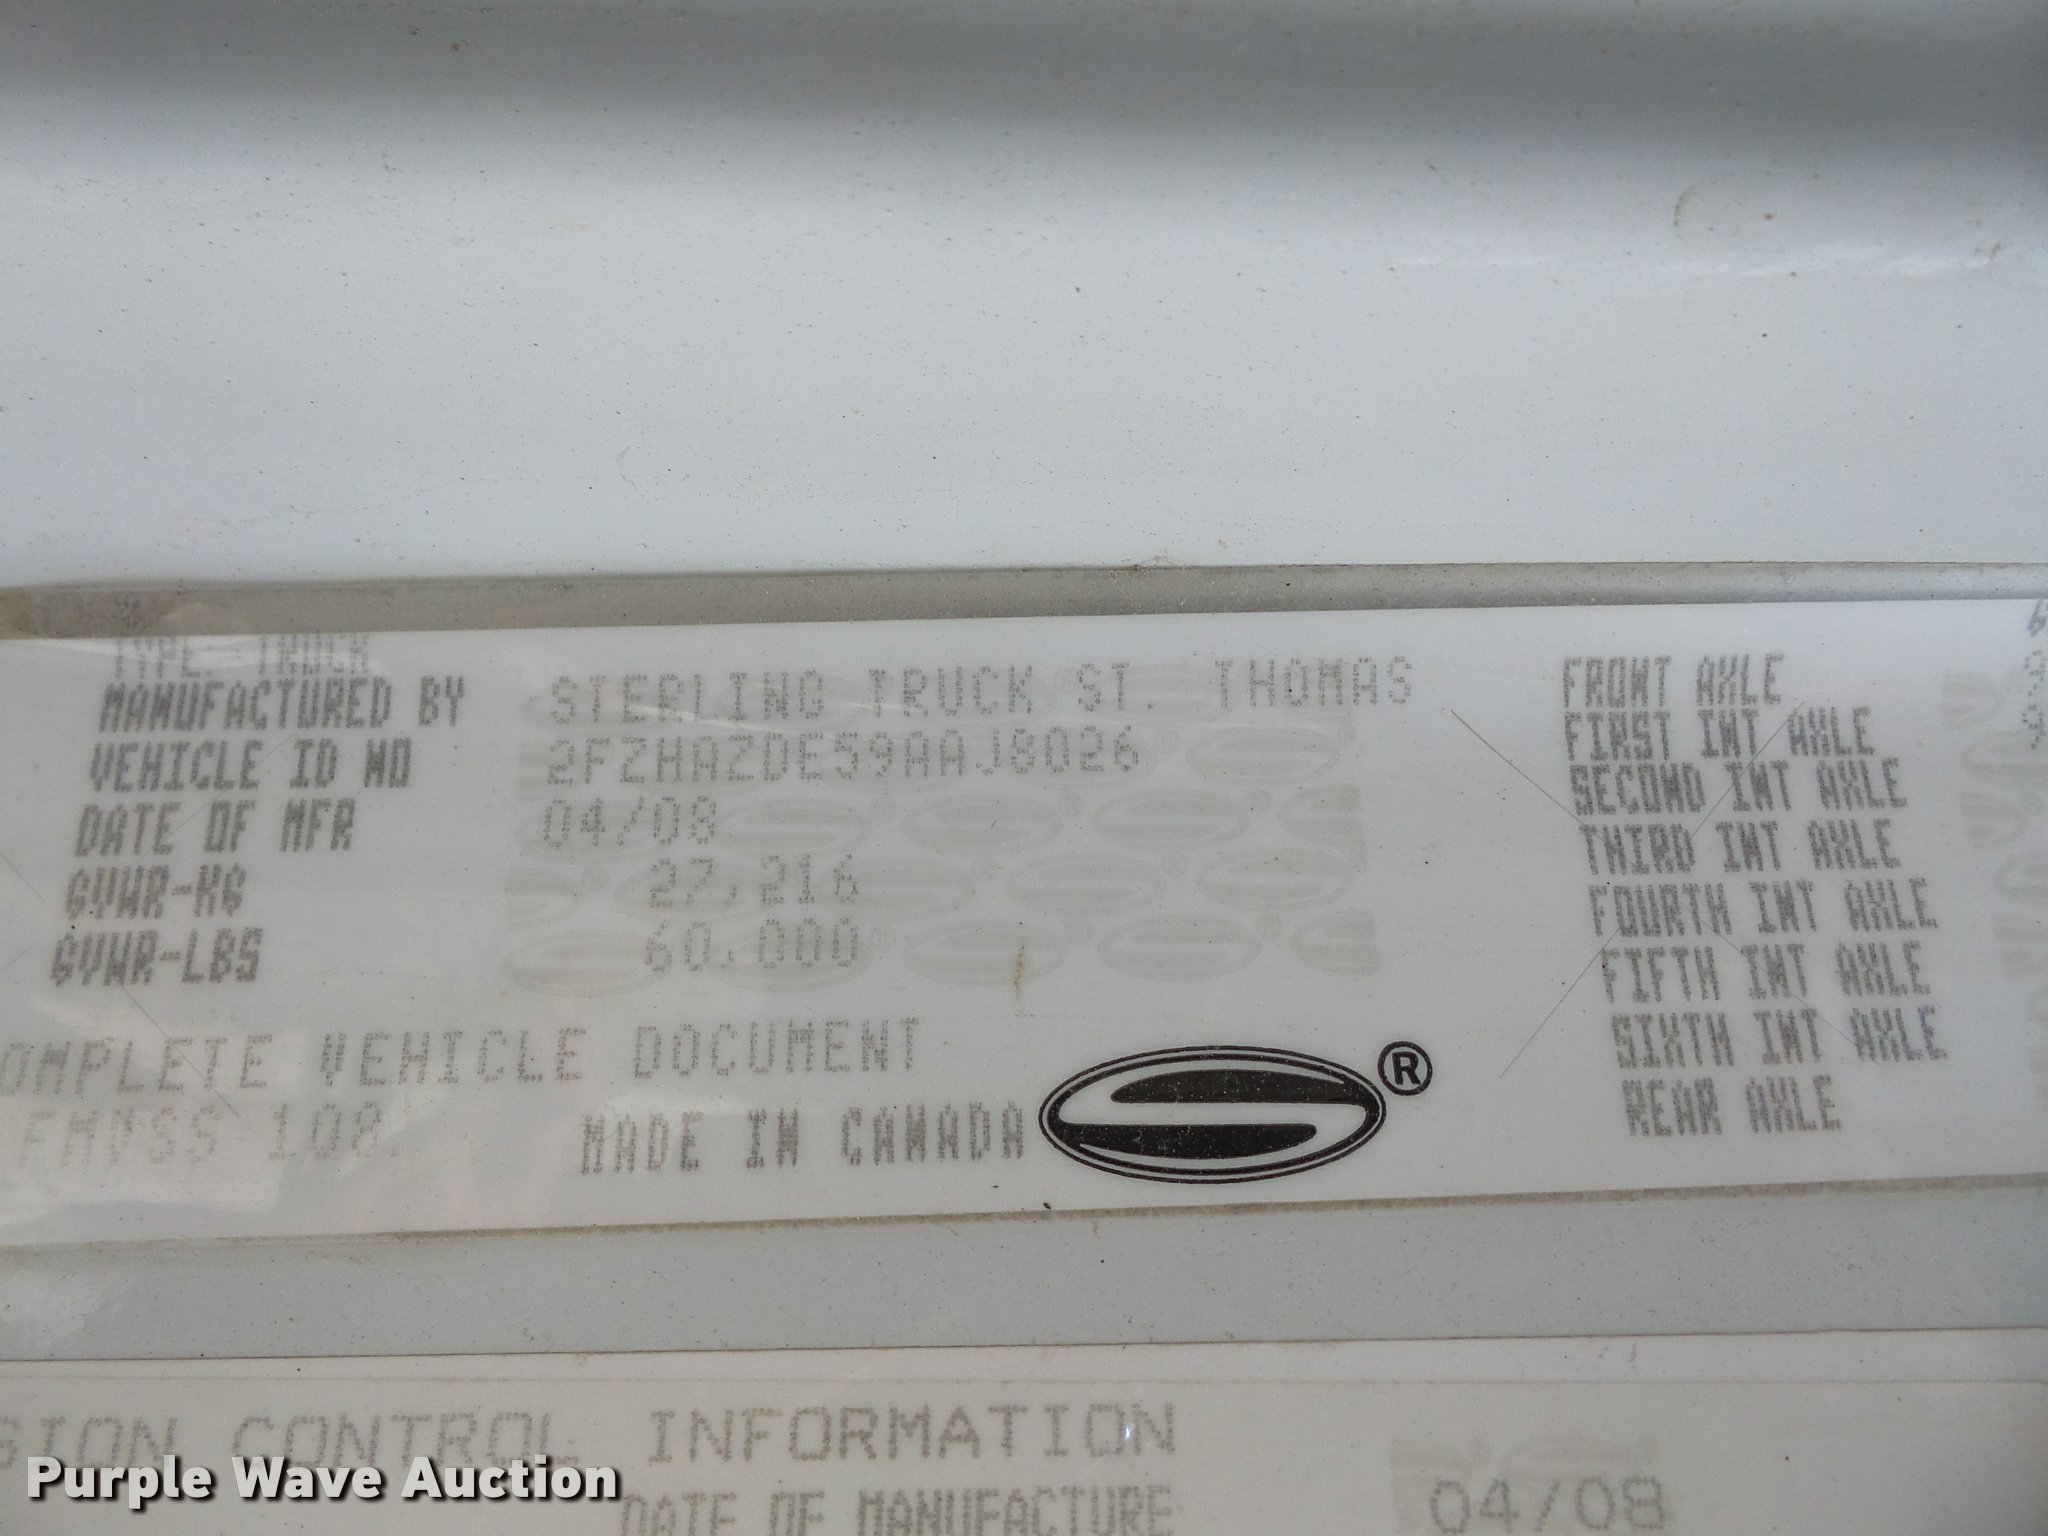 TYPE: TRUCK
MANUFACTURED BY STERLING TRUCK ST. THOMAS
VEHICLE ID NO 2FZHAZDE59AAJ8026
DATE OF MFR 04/08
GVWR-KG 27,216
GVWR-LBS 60,000
OMPLETE VEHICLE DOCUMENT
FMVSS 108.
MADE IN CANADA
®
FRONT AXLE
FIRST INT AXLE
SECOND INT AXLE
THIRD INT AXLE
FOURTH INT AXLE
FIFTH INT AXLE
SIXTH INT AXLE
REAR AXLE
SION CONTROL INFORMATION
DATE OF MANUFACTURE 04/08
Purple Wave Auction